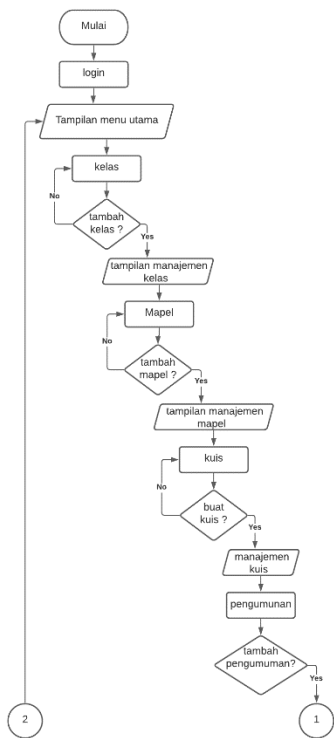 Mulai
login
Tampilan menu utama
kelas
No
tambah
kelas ?
Yes
tampilan manajemen
kelas
Mapel
No
tambah
mapel ?
Yes
tampilan manajemen
mapel
kuis
No
buat
kuis ?
Yes
manajemen
kuis
pengumunan
tambah
pengumuman?
Yes
2
1